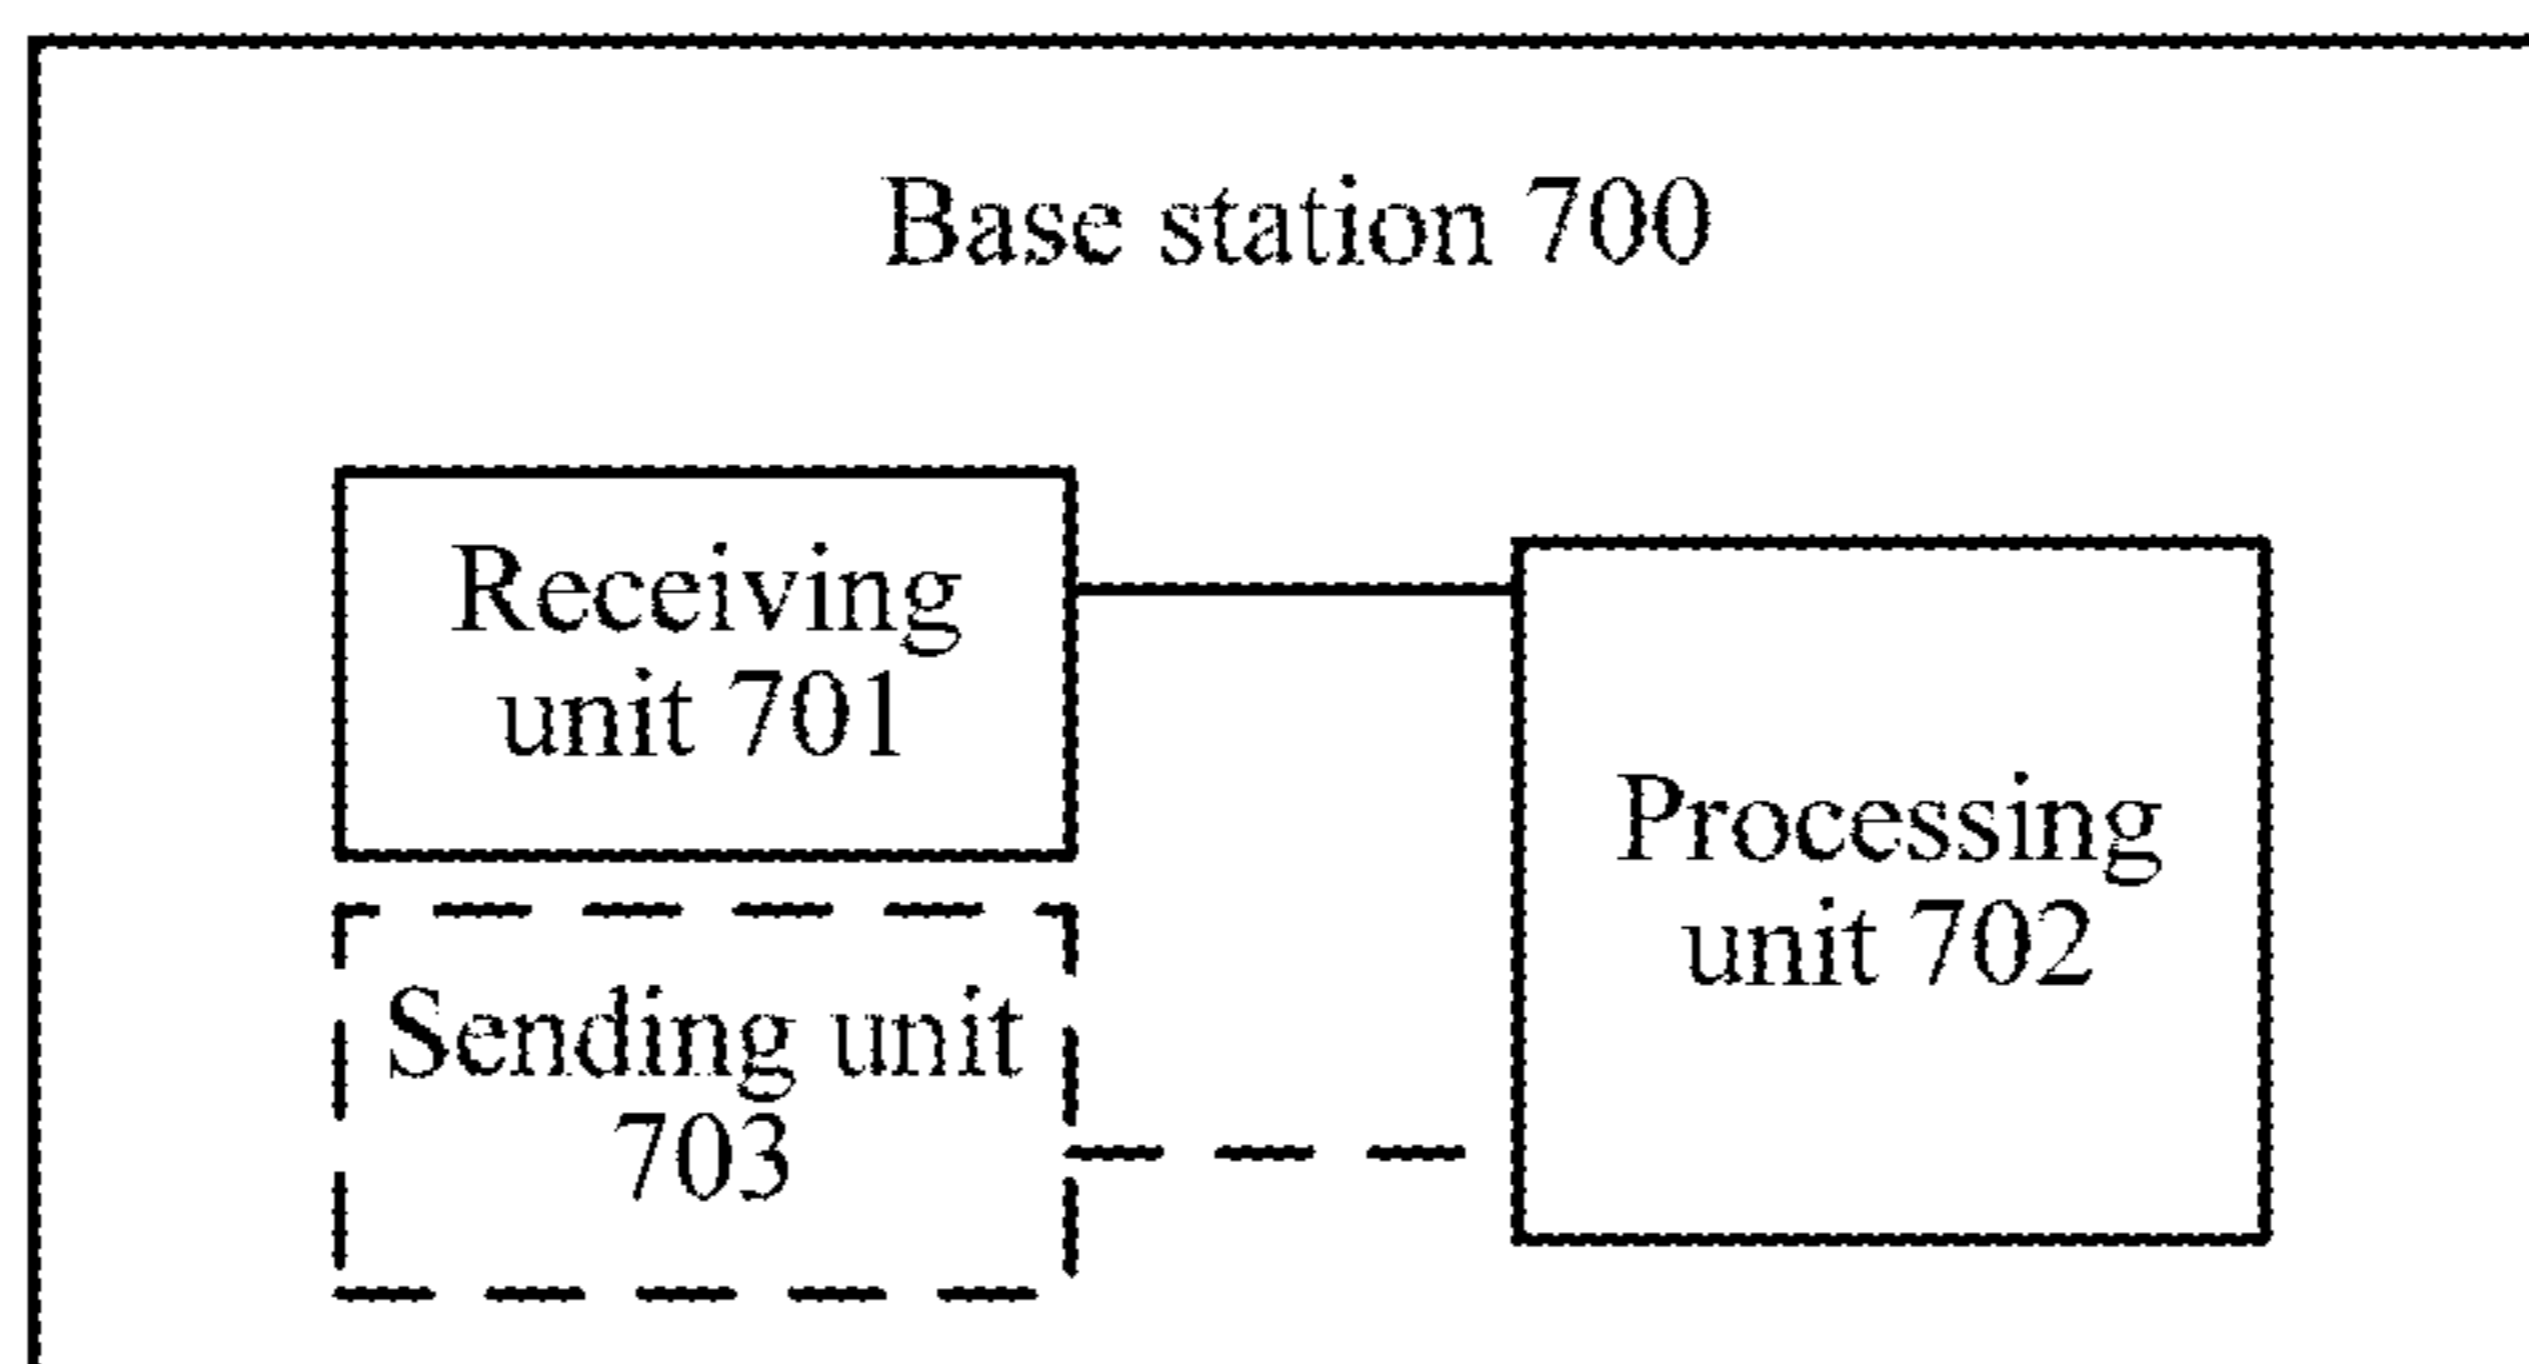 Base station 700
Receiving
unit 701
Processing
unit 702
Sending unit
703